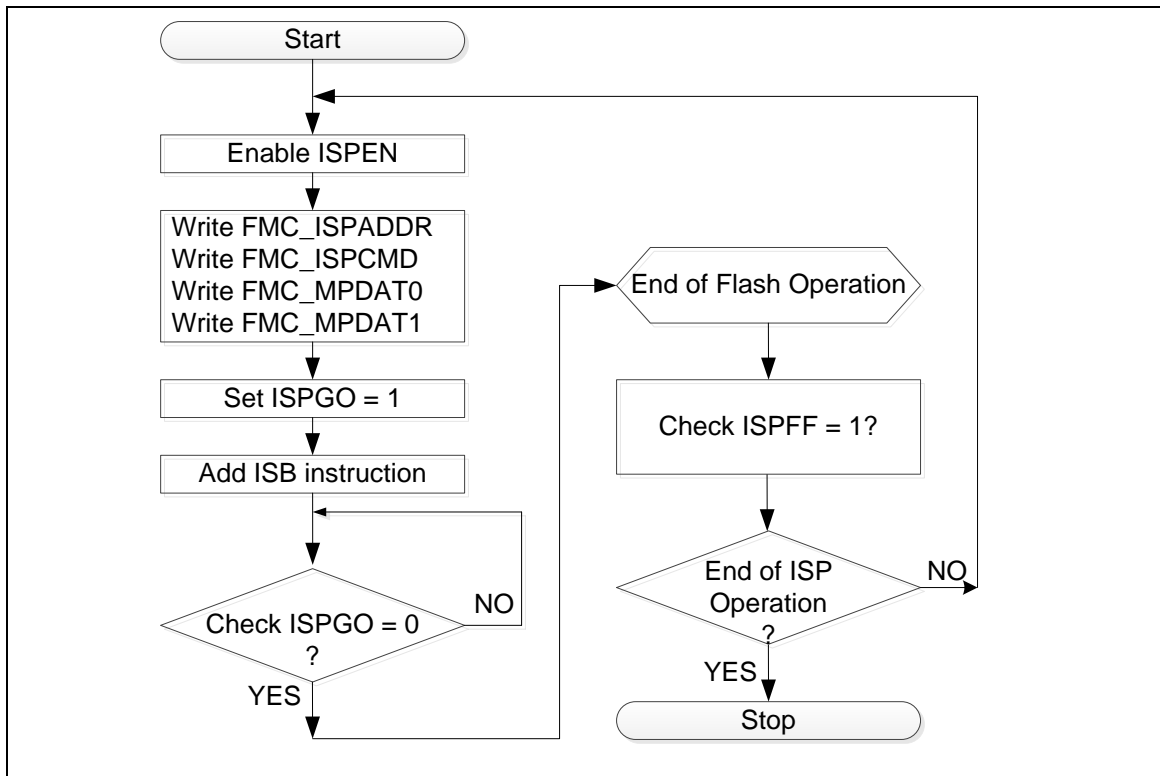 Start
Enable ISPEN
Write FMC_ISPADDR
Write FMC_ISPCMD
Write FMC_MPDAT0
Write FMC_MPDAT1
Set ISPGO = 1
Add ISB instruction
Check ISPGO = 0
?
NO
YES
End of Flash Operation
Check ISPFF = 1?
End of ISP
Operation
?
NO
YES
Stop